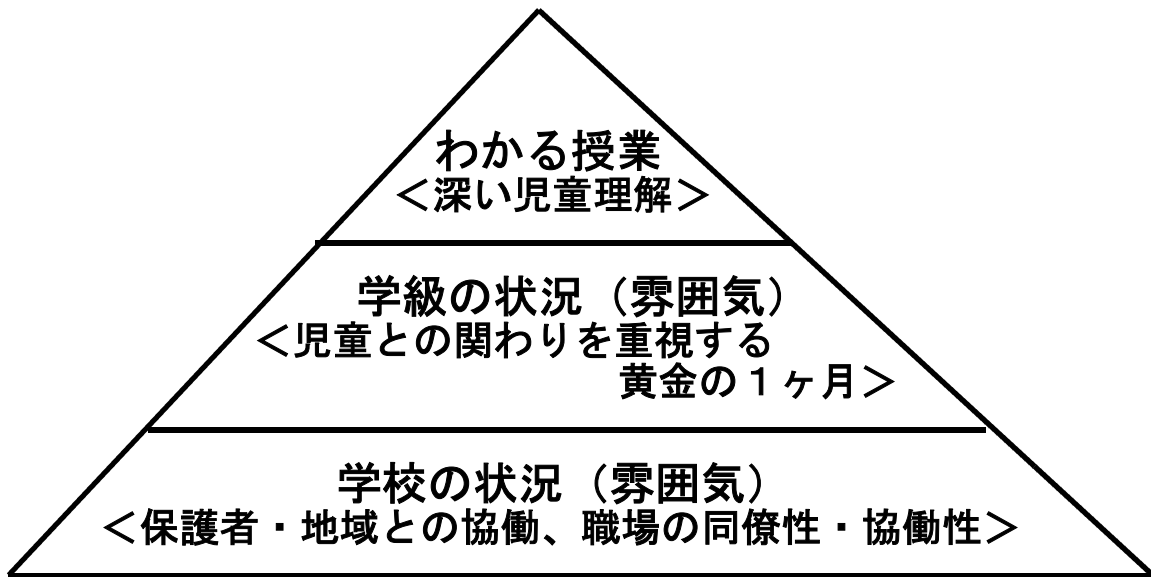 わかる授業
＜深い児童理解＞
学級の状況（雰囲気）
＜児童との関わりを重視する
黄金の１ヶ月＞
学校の状況（雰囲気）
＜保護者・地域との協働、職場の同僚性・協働性＞